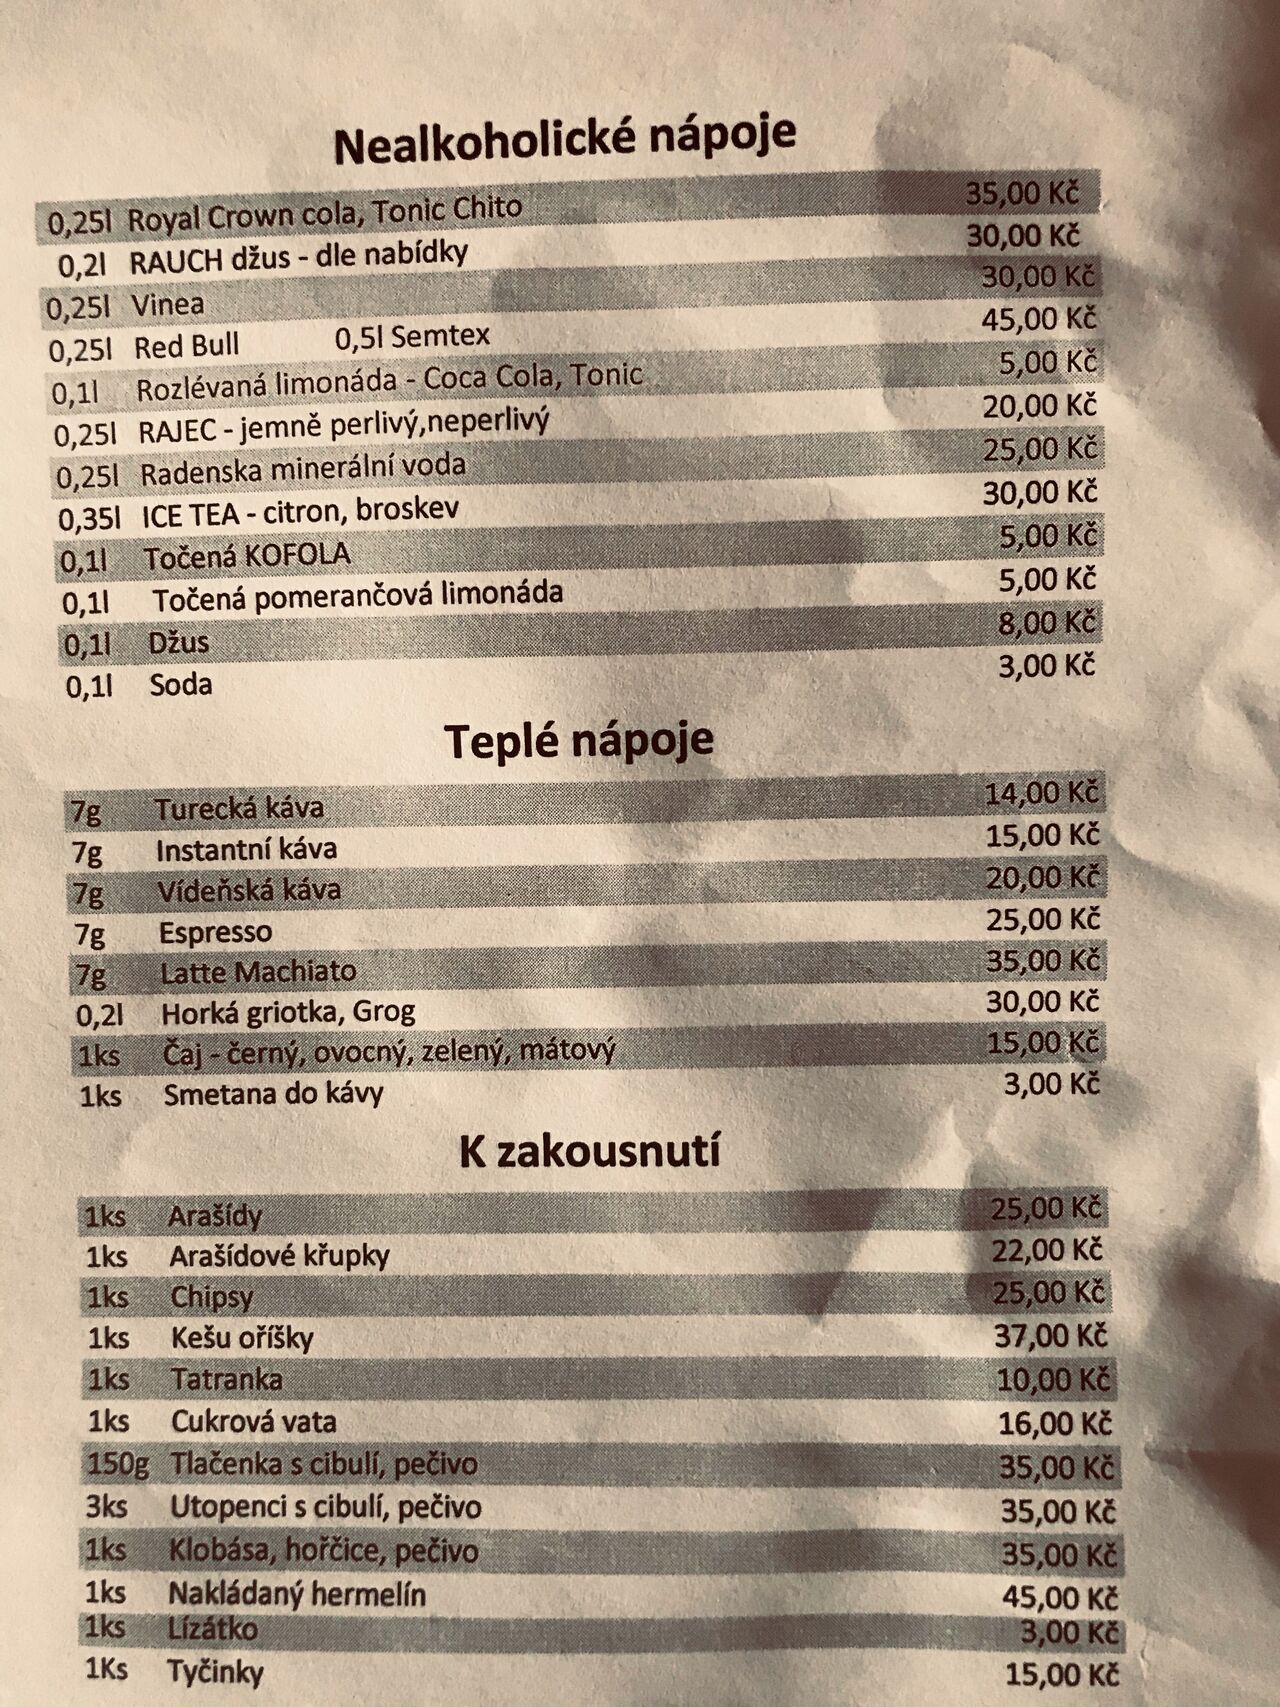 Nealkoholické nápoje
0,25l Royal Crown cola, Tonic Chito 35,00 Kč
0,2l RAUCH džus - dle nabídky 30,00 Kč
0,25l Vinea 30,00 Kč
0,25l Red Bull 0,5l Semtex 45,00 Kč
0,1l Rozlévaná limonáda - Coca Cola, Tonic 5,00 Kč
0,25l RAJEC - jemně perlivý,neperlivý 20,00 Kč
0,25l Radenska minerální voda 25,00 Kč
0,35l ICE TEA - citron, broskev 30,00 Kč
0,1l Točená KOFOLA 5,00 Kč
0,1l Točená pomerančová limonáda 5,00 Kč
0,1l Džus 8,00 Kč
0,1l Soda 3,00 Kč
Teplé nápoje
7g Turecká káva 14,00 Kč
7g Instantní káva 15,00 Kč
7g Vídeňská káva 20,00 Kč
7g Espresso 25,00 Kč
7g Latte Machiato 35,00 Kč
0,2l Horká griotka, Grog 30,00 Kč
1ks Čaj - černý, ovocný, zelený, mátový 15,00 Kč
1ks Smetana do kávy 3,00 Kč
K zakousnutí
1ks Arašídy 25,00 Kč
1ks Arašídové křupky 22,00 Kč
1ks Chipsy 25,00 Kč
1ks Kešu oříšky 37,00 Kč
1ks Tatranka 10,00 Kč
1ks Cukrová vata 16,00 Kč
150g Tlačenka s cibulí, pečivo 35,00 Kč
3ks Utopenci s cibulí, pečivo 35,00 Kč
1ks Klobása, hořčice, pečivo 35,00 Kč
1ks Nakládaný hermelín 45,00 Kč
1ks Lízátko 3,00 Kč
1Ks Tyčinky 15,00 Kč